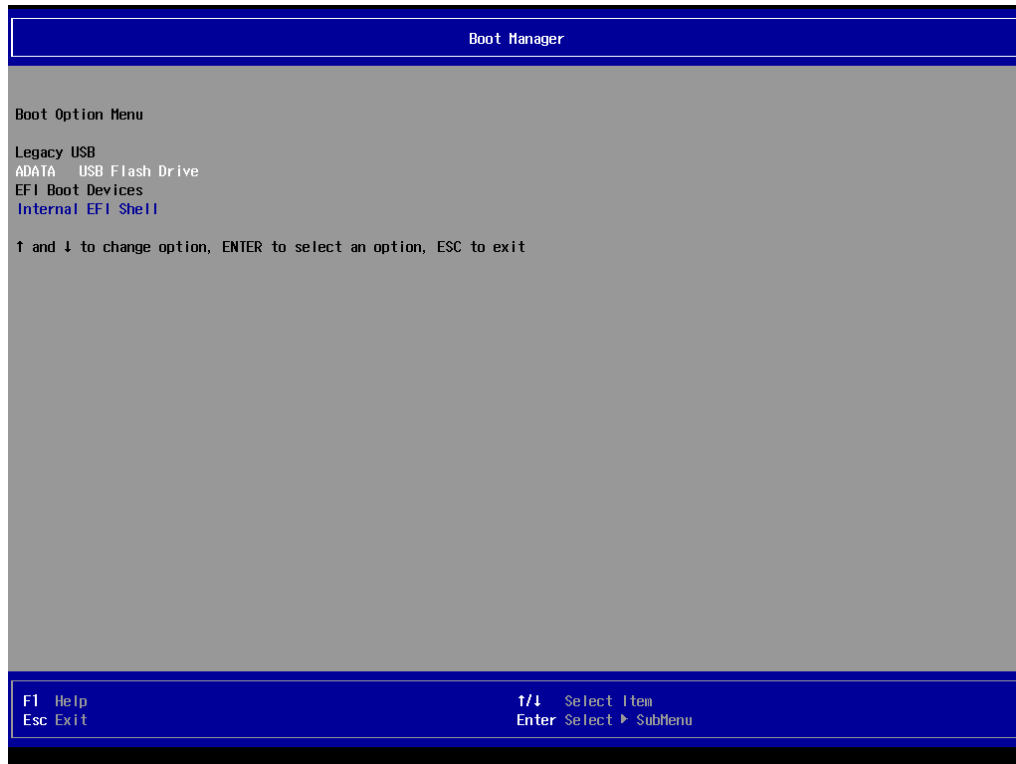 Boot Manager
Boot Option Menu
Legacy USB
ADATA USB Flash Drive
EFI Boot Devices
Internal EFI Shell
↑ and ↓ to change option, ENTER to select an option, ESC to exit
F1 Help
Esc Exit
↑/↓ Select Item
Enter Select ▶ SubMenu